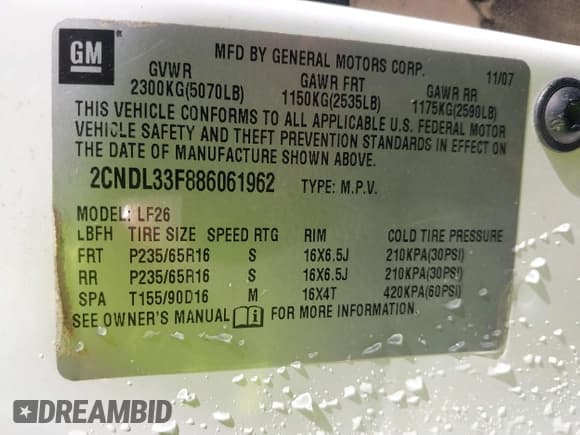 GM
MFD BY GENERAL MOTORS CORP. 11/07
GVWR GAWR FRT GAWR RR
2300KG(5070LB) 1150KG(2535LB) 1175KG(2590LB)
THIS VEHICLE CONFORMS TO ALL APPLICABLE U.S. FEDERAL MOTOR
VEHICLE SAFETY AND THEFT PREVENTION STANDARDS IN EFFECT ON
THE DATE OF MANUFACTURE SHOWN ABOVE.
2CNDL33F886061962 TYPE: M.P.V.
MODEL: LF26
LBFH TIRE SIZE SPEED RTG RIM COLD TIRE PRESSURE
FRT P235/65R16 S 16X6.5J 210KPA(30PSI)
RR P235/65R16 S 16X6.5J 210KPA(30PSI)
SPA T155/90D16 M 16X4T 420KPA(60PSI)
SEE OWNER'S MANUAL FOR MORE INFORMATION.
DREAMBID